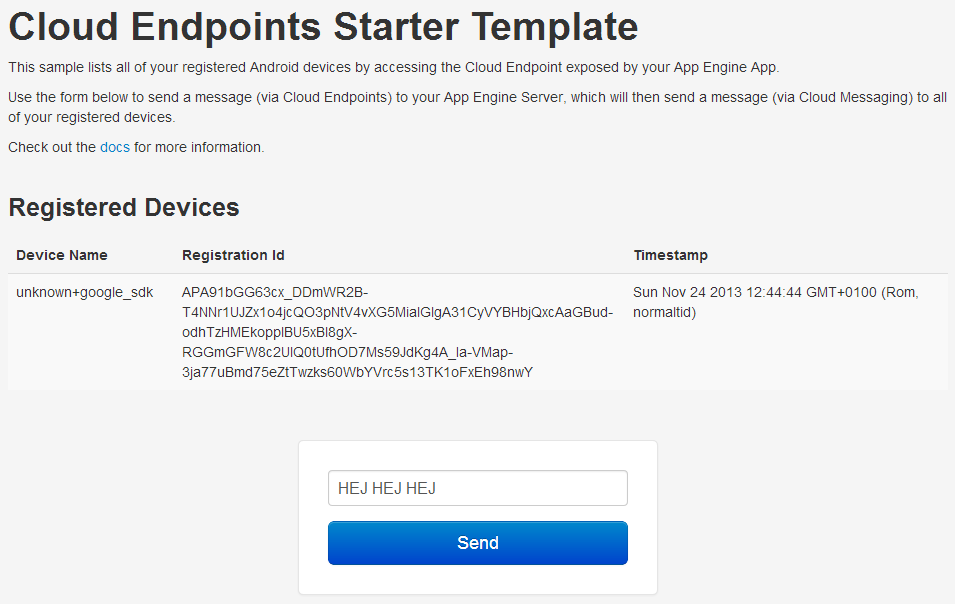 Cloud Endpoints Starter Template
This sample lists all of your registered Android devices by accessing the Cloud Endpoint exposed by your App Engine App.
Use the form below to send a message (via Cloud Endpoints) to your App Engine Server, which will then send a message (via Cloud Messaging) to all
of your registered devices.
Check out the docs for more information.
Registered Devices
Device Name Registration Id Timestamp
unknown+google_sdk APA91bGG63cx_DDmWR2B- Sun Nov 24 2013 12:44:44 GMT+0100 (Rom,
T4NNr1UJZx1o4jcQO3pNtV4vXG5MialGlgA31CyVYBHbjQxcAaGBud- normaltid)
odhTzHMEkopplBU5xBl8gX-
RGGmGFW8c2UlQ0tUfhOD7Ms59JdKg4A_la-VMap-
3ja77uBmd75eZtTwzks60WbYVrc5s13TK1oFxEh98nwY
HEJ HEJ HEJ
Send